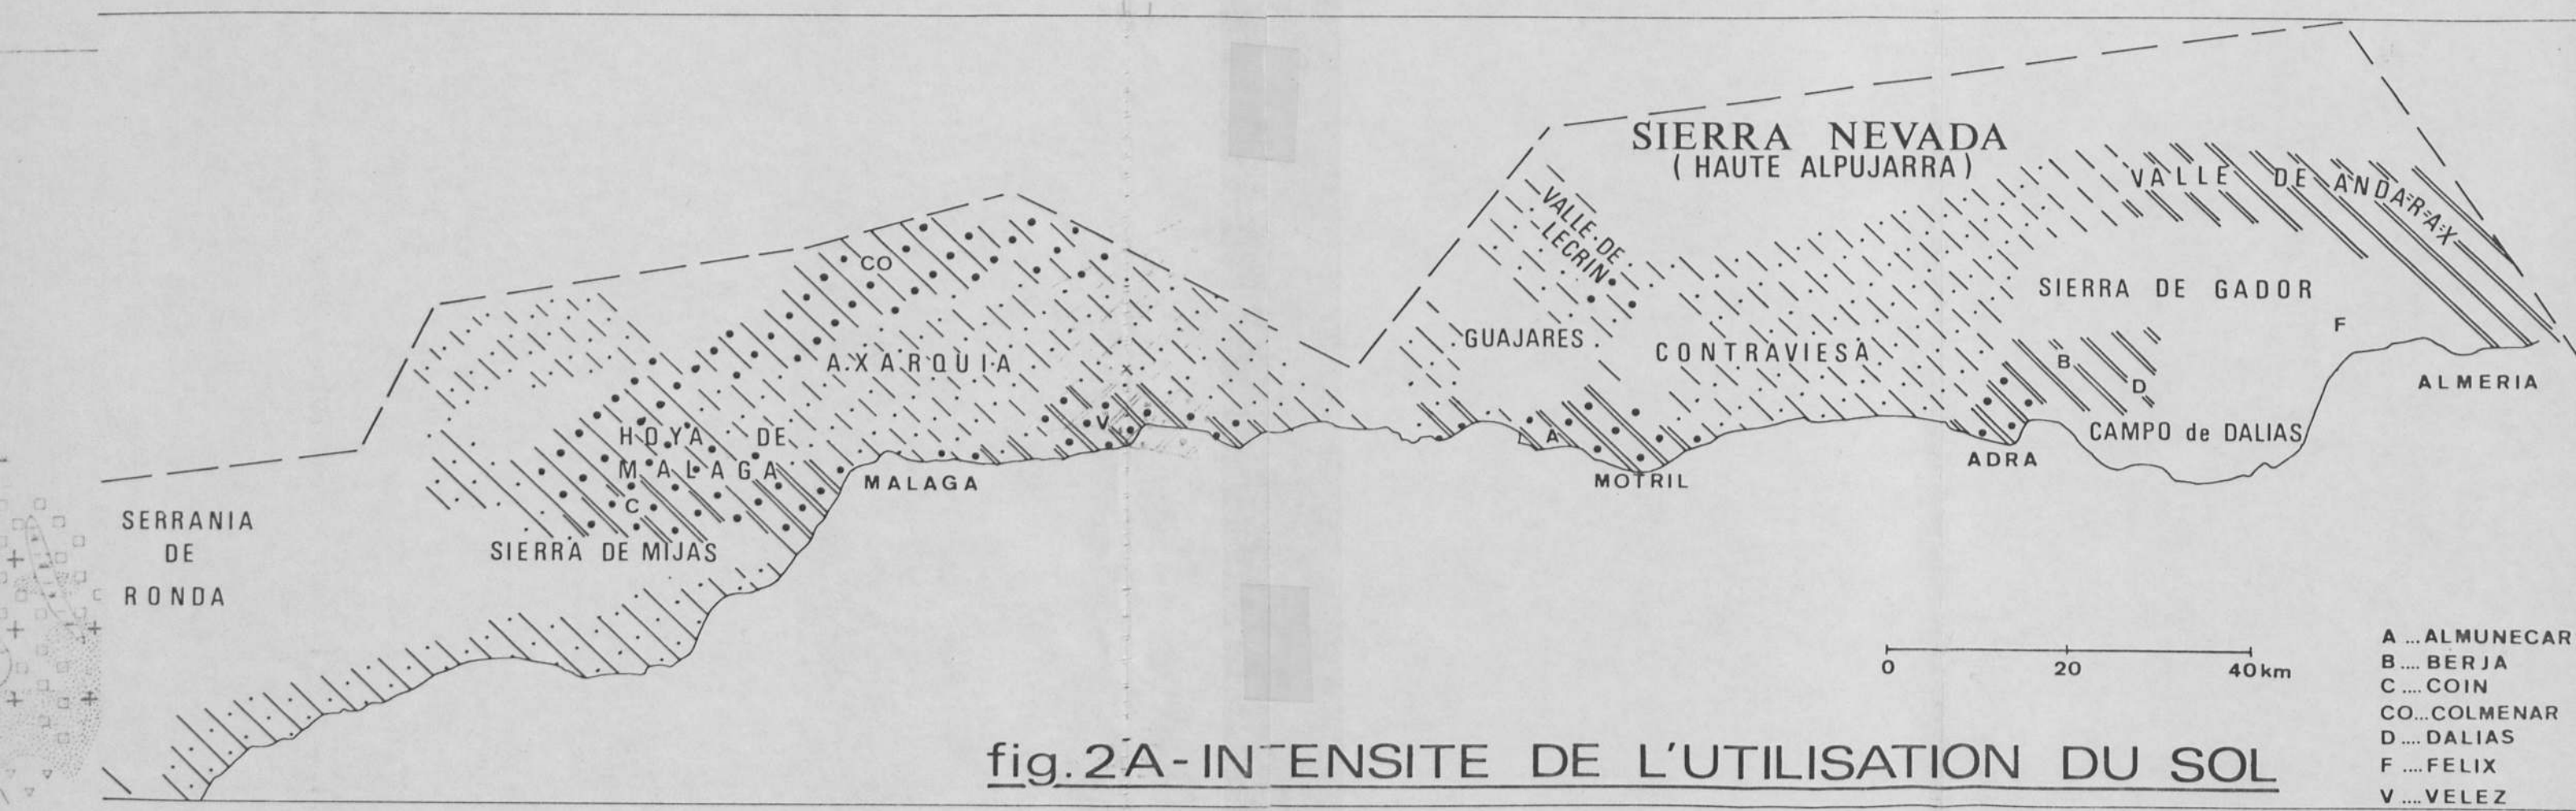 SIERRA NEVADA
( HAUTE ALPUJARRA )
VALLE DE ANDARAX
VALLE DE
LECRIN
CO
SIERRA DE GADOR
F
GUAJARES
CONTRAVIESA
AXARQUIA
B
D
ALMERIA
V
A
HOYA DE
MALAGA
CAMPO de DALIAS
ADRA
MOTRIL
MALAGA
C
SERRANIA
DE
RONDA
SIERRA DE MIJAS
0 20 40 km
A ... ALMUNECAR
B .... BERJA
C .... COIN
CO... COLMENAR
D .... DALIAS
F .... FELIX
V .... VELEZ
fig. 2A - INTENSITE DE L'UTILISATION DU SOL